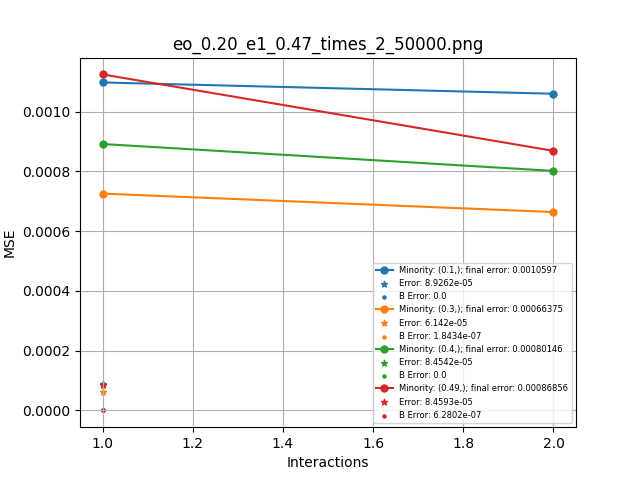 eo_0.20_e1_0.47_times_2_50000.png
MSE
0.0010
0.0008
0.0006
0.0004
0.0002
0.0000
Minority: (0.1,); final error: 0.0010597
Error: 8.9262e-05
B Error: 0.0
Minority: (0.3,); final error: 0.00066375
Error: 6.142e-05
B Error: 1.8434e-07
Minority: (0.4,); final error: 0.00080146
Error: 8.4542e-05
B Error: 0.0
Minority: (0.49,); final error: 0.00086856
Error: 8.4593e-05
B Error: 6.2802e-07
1.0 1.2 1.4 1.6 1.8 2.0
Interactions